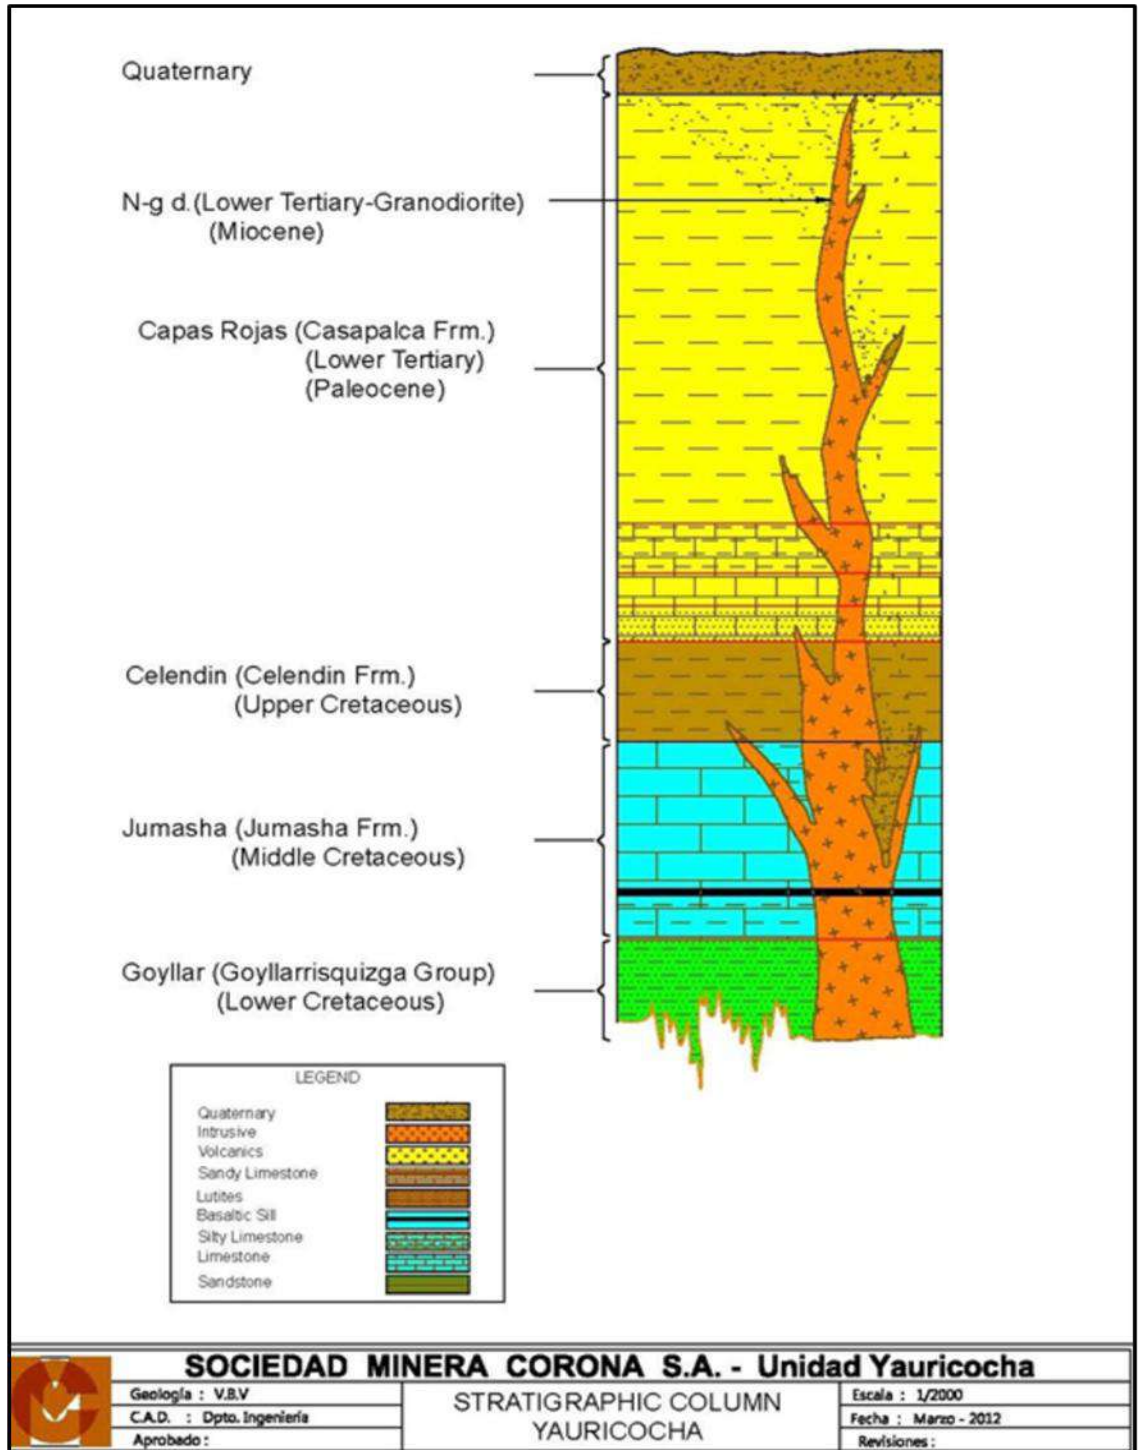 Quaternary
N-g d.(Lower Tertiary-Granodiorite)
(Miocene)
Capas Rojas (Casapalca Frm.)
(Lower Tertiary)
(Paleocene)
Celendin (Celendin Frm.)
(Upper Cretaceous)
Jumasha (Jumasha Frm.)
(Middle Cretaceous)
Goyllar (Goyllarrisquizga Group)
(Lower Cretaceous)
LEGEND
Quaternary
Intrusive
Volcanics
Sandy Limestone
Lutites
Basaltic Sill
Silty Limestone
Limestone
Sandstone
SOCIEDAD MINERA CORONA S.A. - Unidad Yauricocha
Geología : V.B.V
C.A.D. : Dpto. Ingeniería
Aprobado :
STRATIGRAPHIC COLUMN
YAURICOCHA
Escala : 1/2000
Fecha : Marzo - 2012
Revisiones :